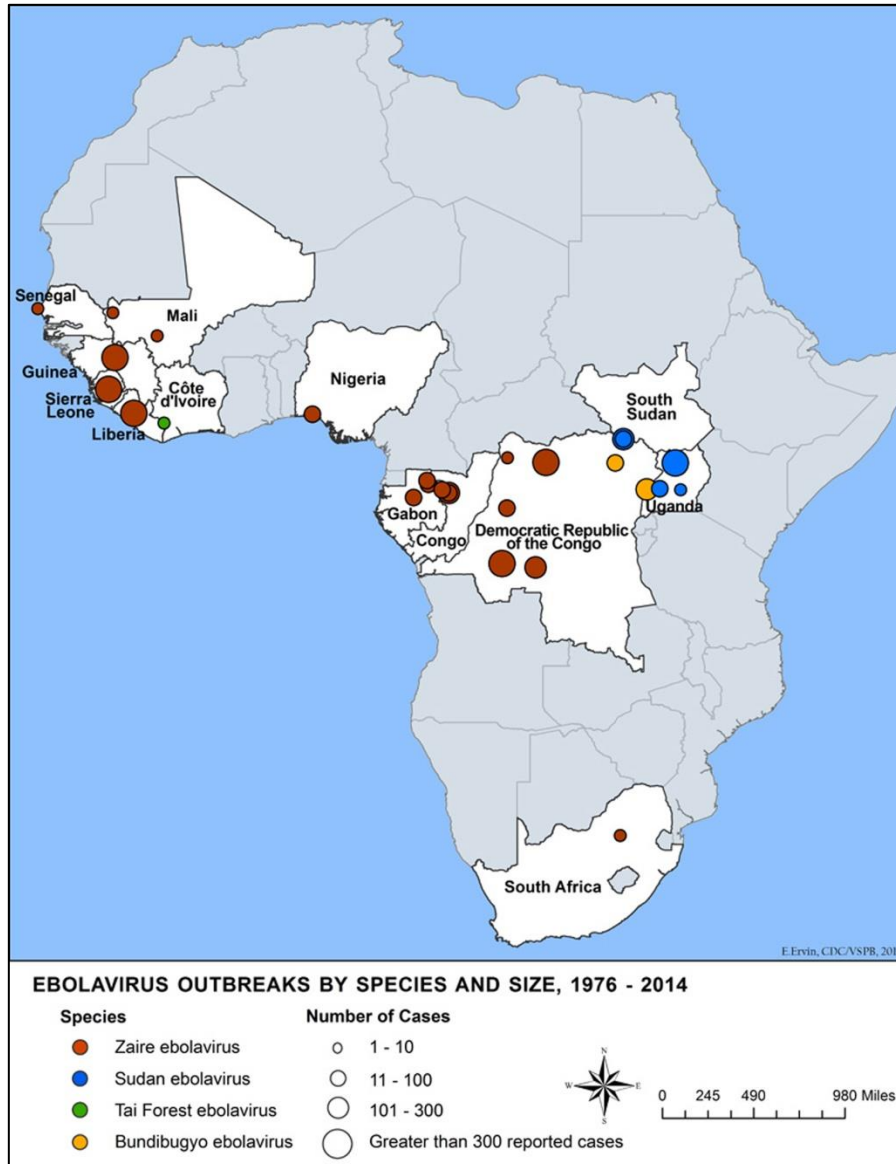 Senegal
Mali
Guinea
Sierra
Leone
Côte
d'Ivoire
Liberia
Nigeria
South
Sudan
Gabon
Congo
Democratic Republic
of the Congo
Uganda
South Africa
E.Ervin, CDC/VSPB,
EBOLAVIRUS OUTBREAKS BY SPECIES AND SIZE, 1976 - 2014
Species
Zaire ebolavirus
Sudan ebolavirus
Tai Forest ebolavirus
Bundibugyo ebolavirus
Number of Cases
1 - 10
11 - 100
101 - 300
Greater than 300 reported cases
N
W E
S
0 245 490 980 Miles